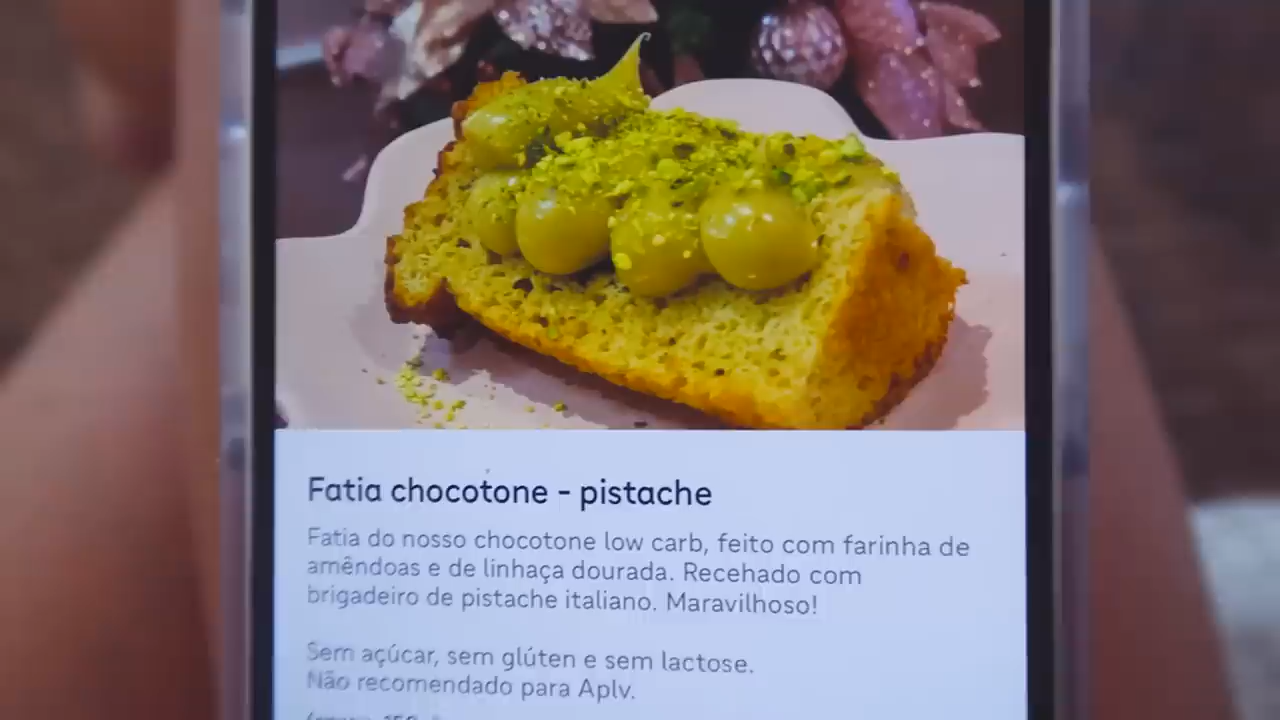 Fatia chocotone - pistache
Fatia do nosso chocotone low carb, feito com farinha de
amêndoas e de linhaça dourada. Recehado com
brigadeiro de pistache italiano. Maravilhoso!
Sem açúcar, sem glúten e sem lactose.
Não recomendado para Aplv.